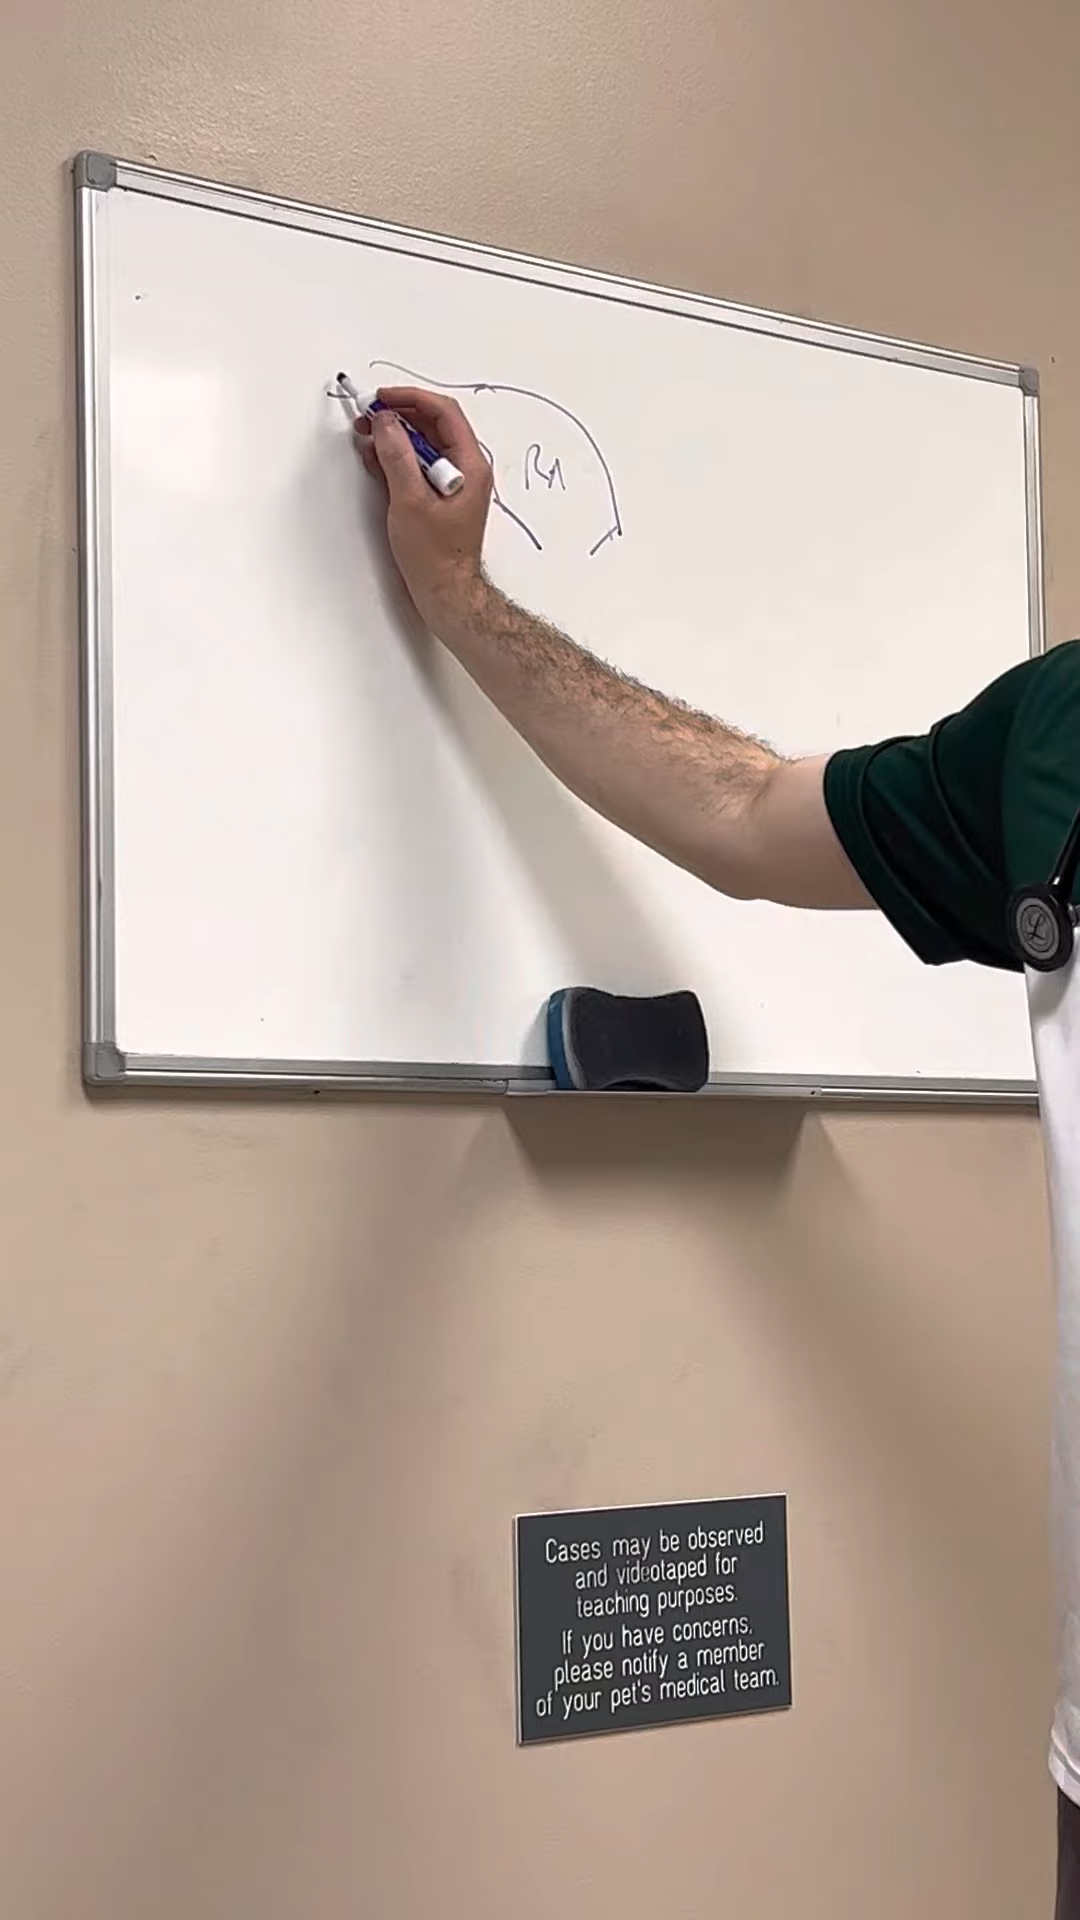 RA
Cases may be observed
and videotaped for
teaching purposes.
If you have concerns,
please notify a member
of your pet's medical team.
L